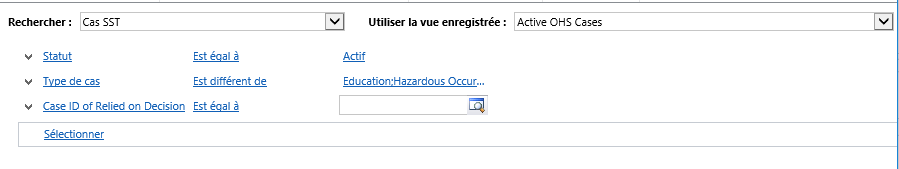 Rechercher : Cas SST Utiliser la vue enregistrée : Active OHS Cases
Statut Est égal à Actif
Type de cas Est différent de Education;Hazardous Occur...
Case ID of Relied on Decision Est égal à
Sélectionner